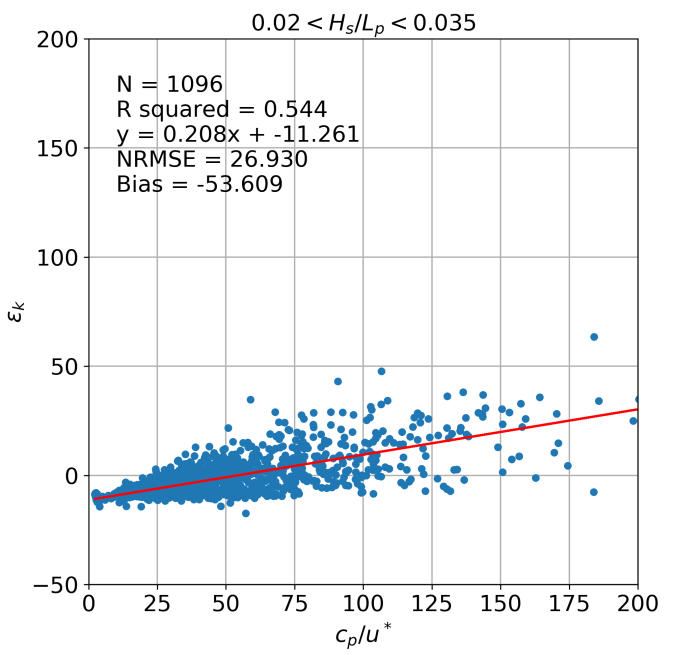 0.02 < H_s/L_p < 0.035
200
150
100
50
0
−50
ε_k
N = 1096
R squared = 0.544
y = 0.208x + -11.261
NRMSE = 26.930
Bias = -53.609
0 25 50 75 100 125 150 175 200
c_p/u*